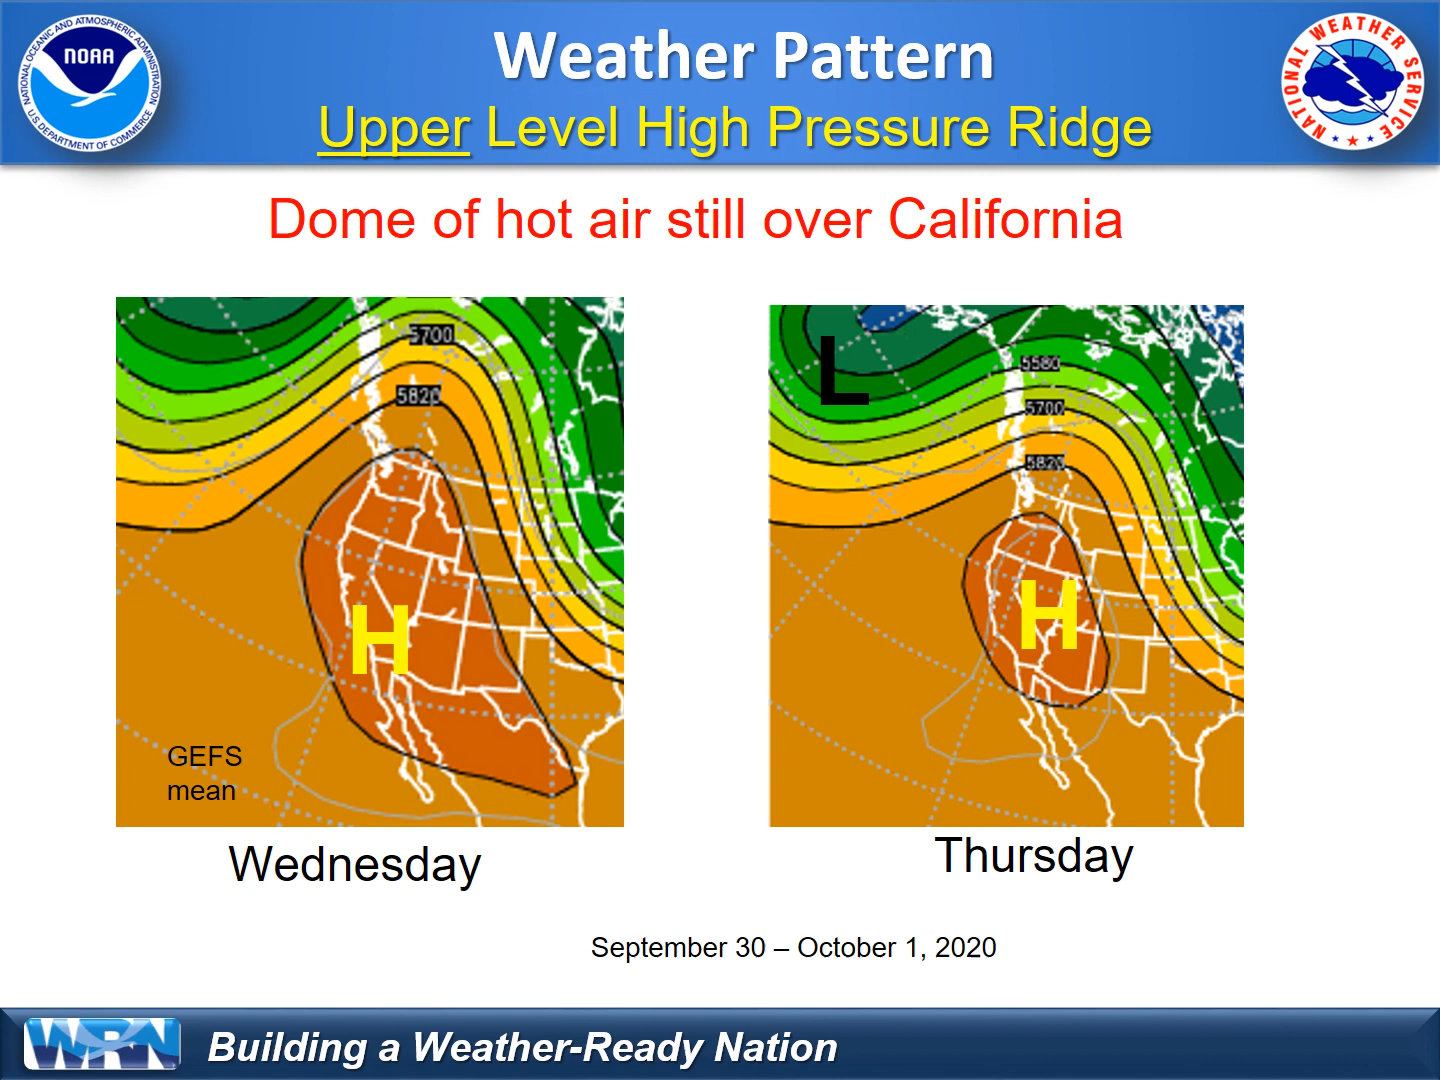 NATIONAL OCEANIC AND ATMOSPHERIC ADMINISTRATION
NOAA
U.S. DEPARTMENT OF COMMERCE
Weather Pattern
Upper Level High Pressure Ridge
NATIONAL WEATHER SERVICE
Dome of hot air still over California
5700
5820
H
GEFS
mean
Wednesday
L
5580
5700
5820
H
Thursday
September 30 – October 1, 2020
WRN
Building a Weather-Ready Nation